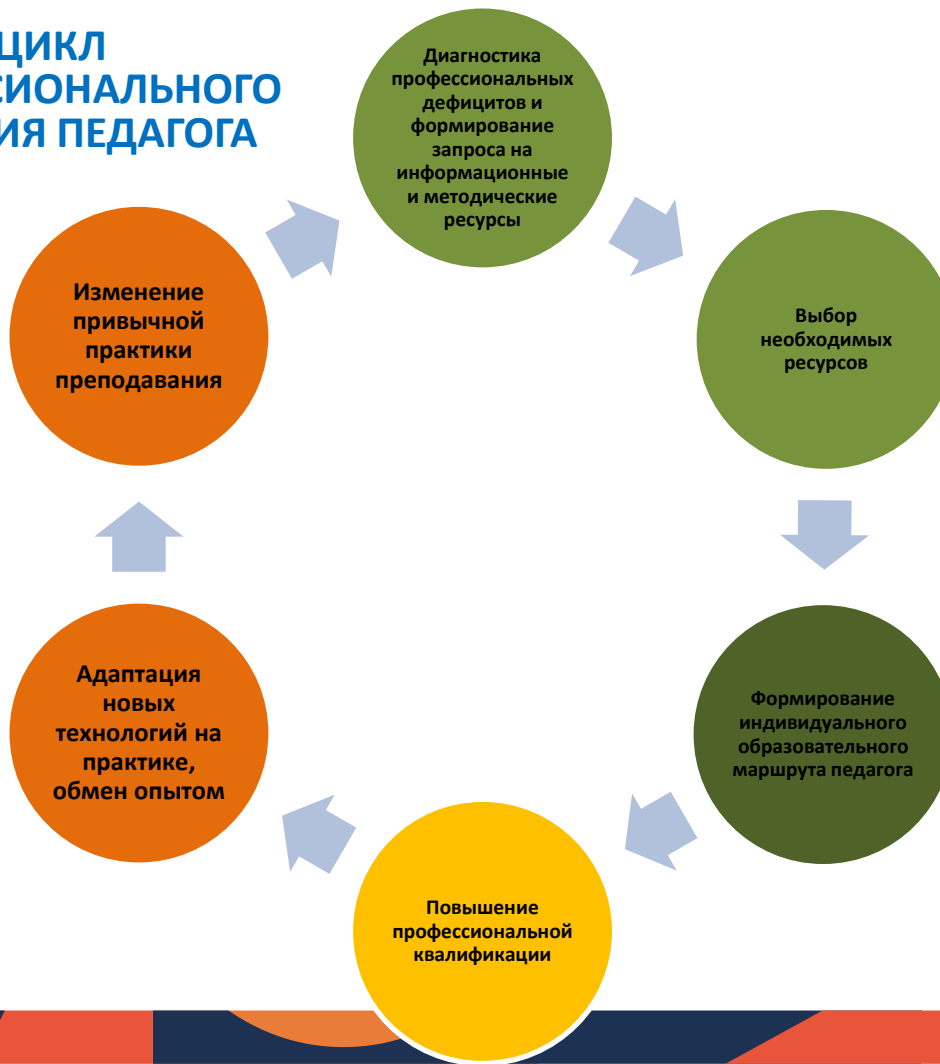 ЦИКЛ
СИОНАЛЬНОГО
ИЯ ПЕДАГОГА
Диагностика
профессиональных
дефицитов и
формирование
запроса на
информационные
и методические
ресурсы
Выбор
необходимых
ресурсов
Формирование
индивидуального
образовательного
маршрута педагога
Повышение
профессиональной
квалификации
Адаптация
новых
технологий на
практике,
обмен опытом
Изменение
привычной
практики
преподавания